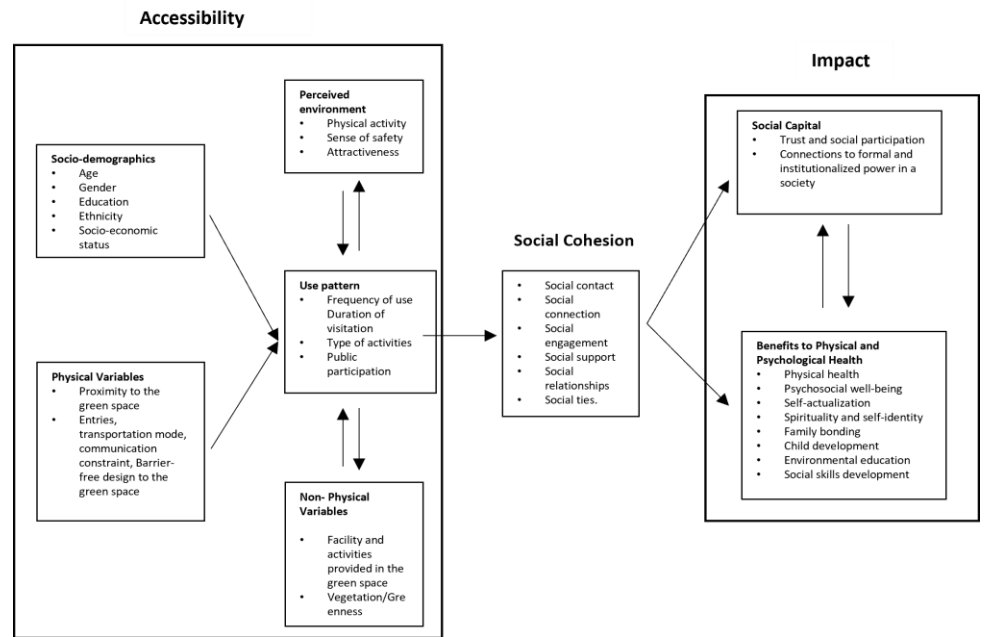 Accessibility
Impact
Perceived
environment
• Physical activity
• Sense of safety
• Attractiveness
Socio-demographics
• Age
• Gender
• Education
• Ethnicity
• Socio-economic
status
Use pattern
• Frequency of use
Duration of
visitation
• Type of activities
• Public
participation
Physical Variables
• Proximity to the
green space
• Entries,
transportation mode,
communication
constraint, Barrier-
free design to the
green space
Non- Physical
Variables
• Facility and
activities
provided in the
green space
• Vegetation/Gre
enness
Social Cohesion
• Social contact
• Social
connection
• Social
engagement
• Social support
• Social
relationships
• Social ties.
Social Capital
• Trust and social participation
• Connections to formal and
institutionalized power in a
society
Benefits to Physical and
Psychological Health
• Physical health
• Psychosocial well-being
• Self-actualization
• Spirituality and self-identity
• Family bonding
• Child development
• Environmental education
• Social skills development